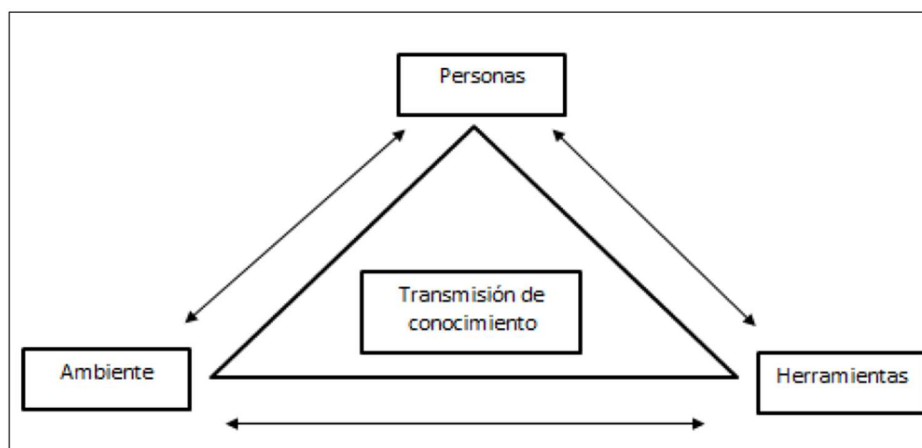 Personas
Transmisión de
conocimiento
Ambiente
Herramientas